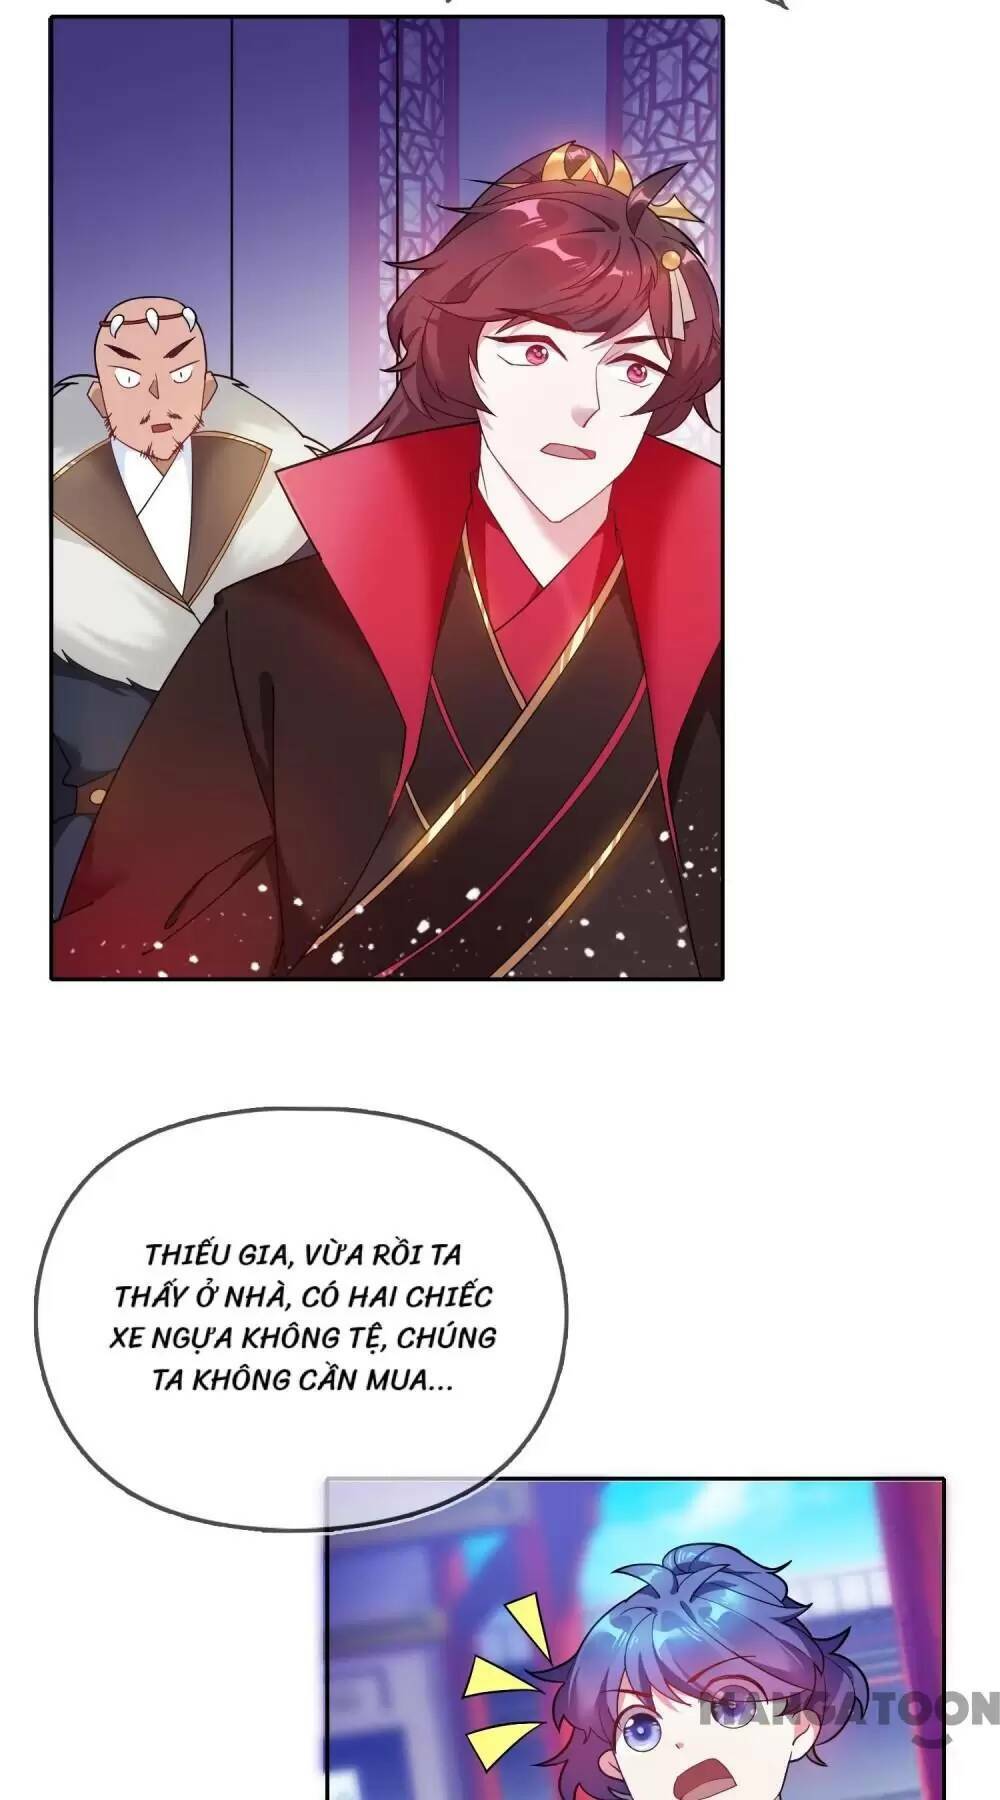 THIẾU GIA, VỪA RỒI TA
THẤY Ở NHÀ, CÓ HAI CHIẾC
XE NGỰA KHÔNG TỆ, CHÚNG
TA KHÔNG CẦN MUA...
MANGATOON